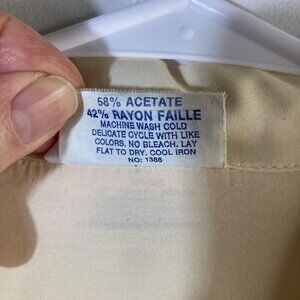 58% ACETATE
42% RAYON FAILLE
MACHINE WASH COLD
DELICATE CYCLE WITH LIKE
COLORS. NO BLEACH. LAY
FLAT TO DRY. COOL IRON
NO: 1386